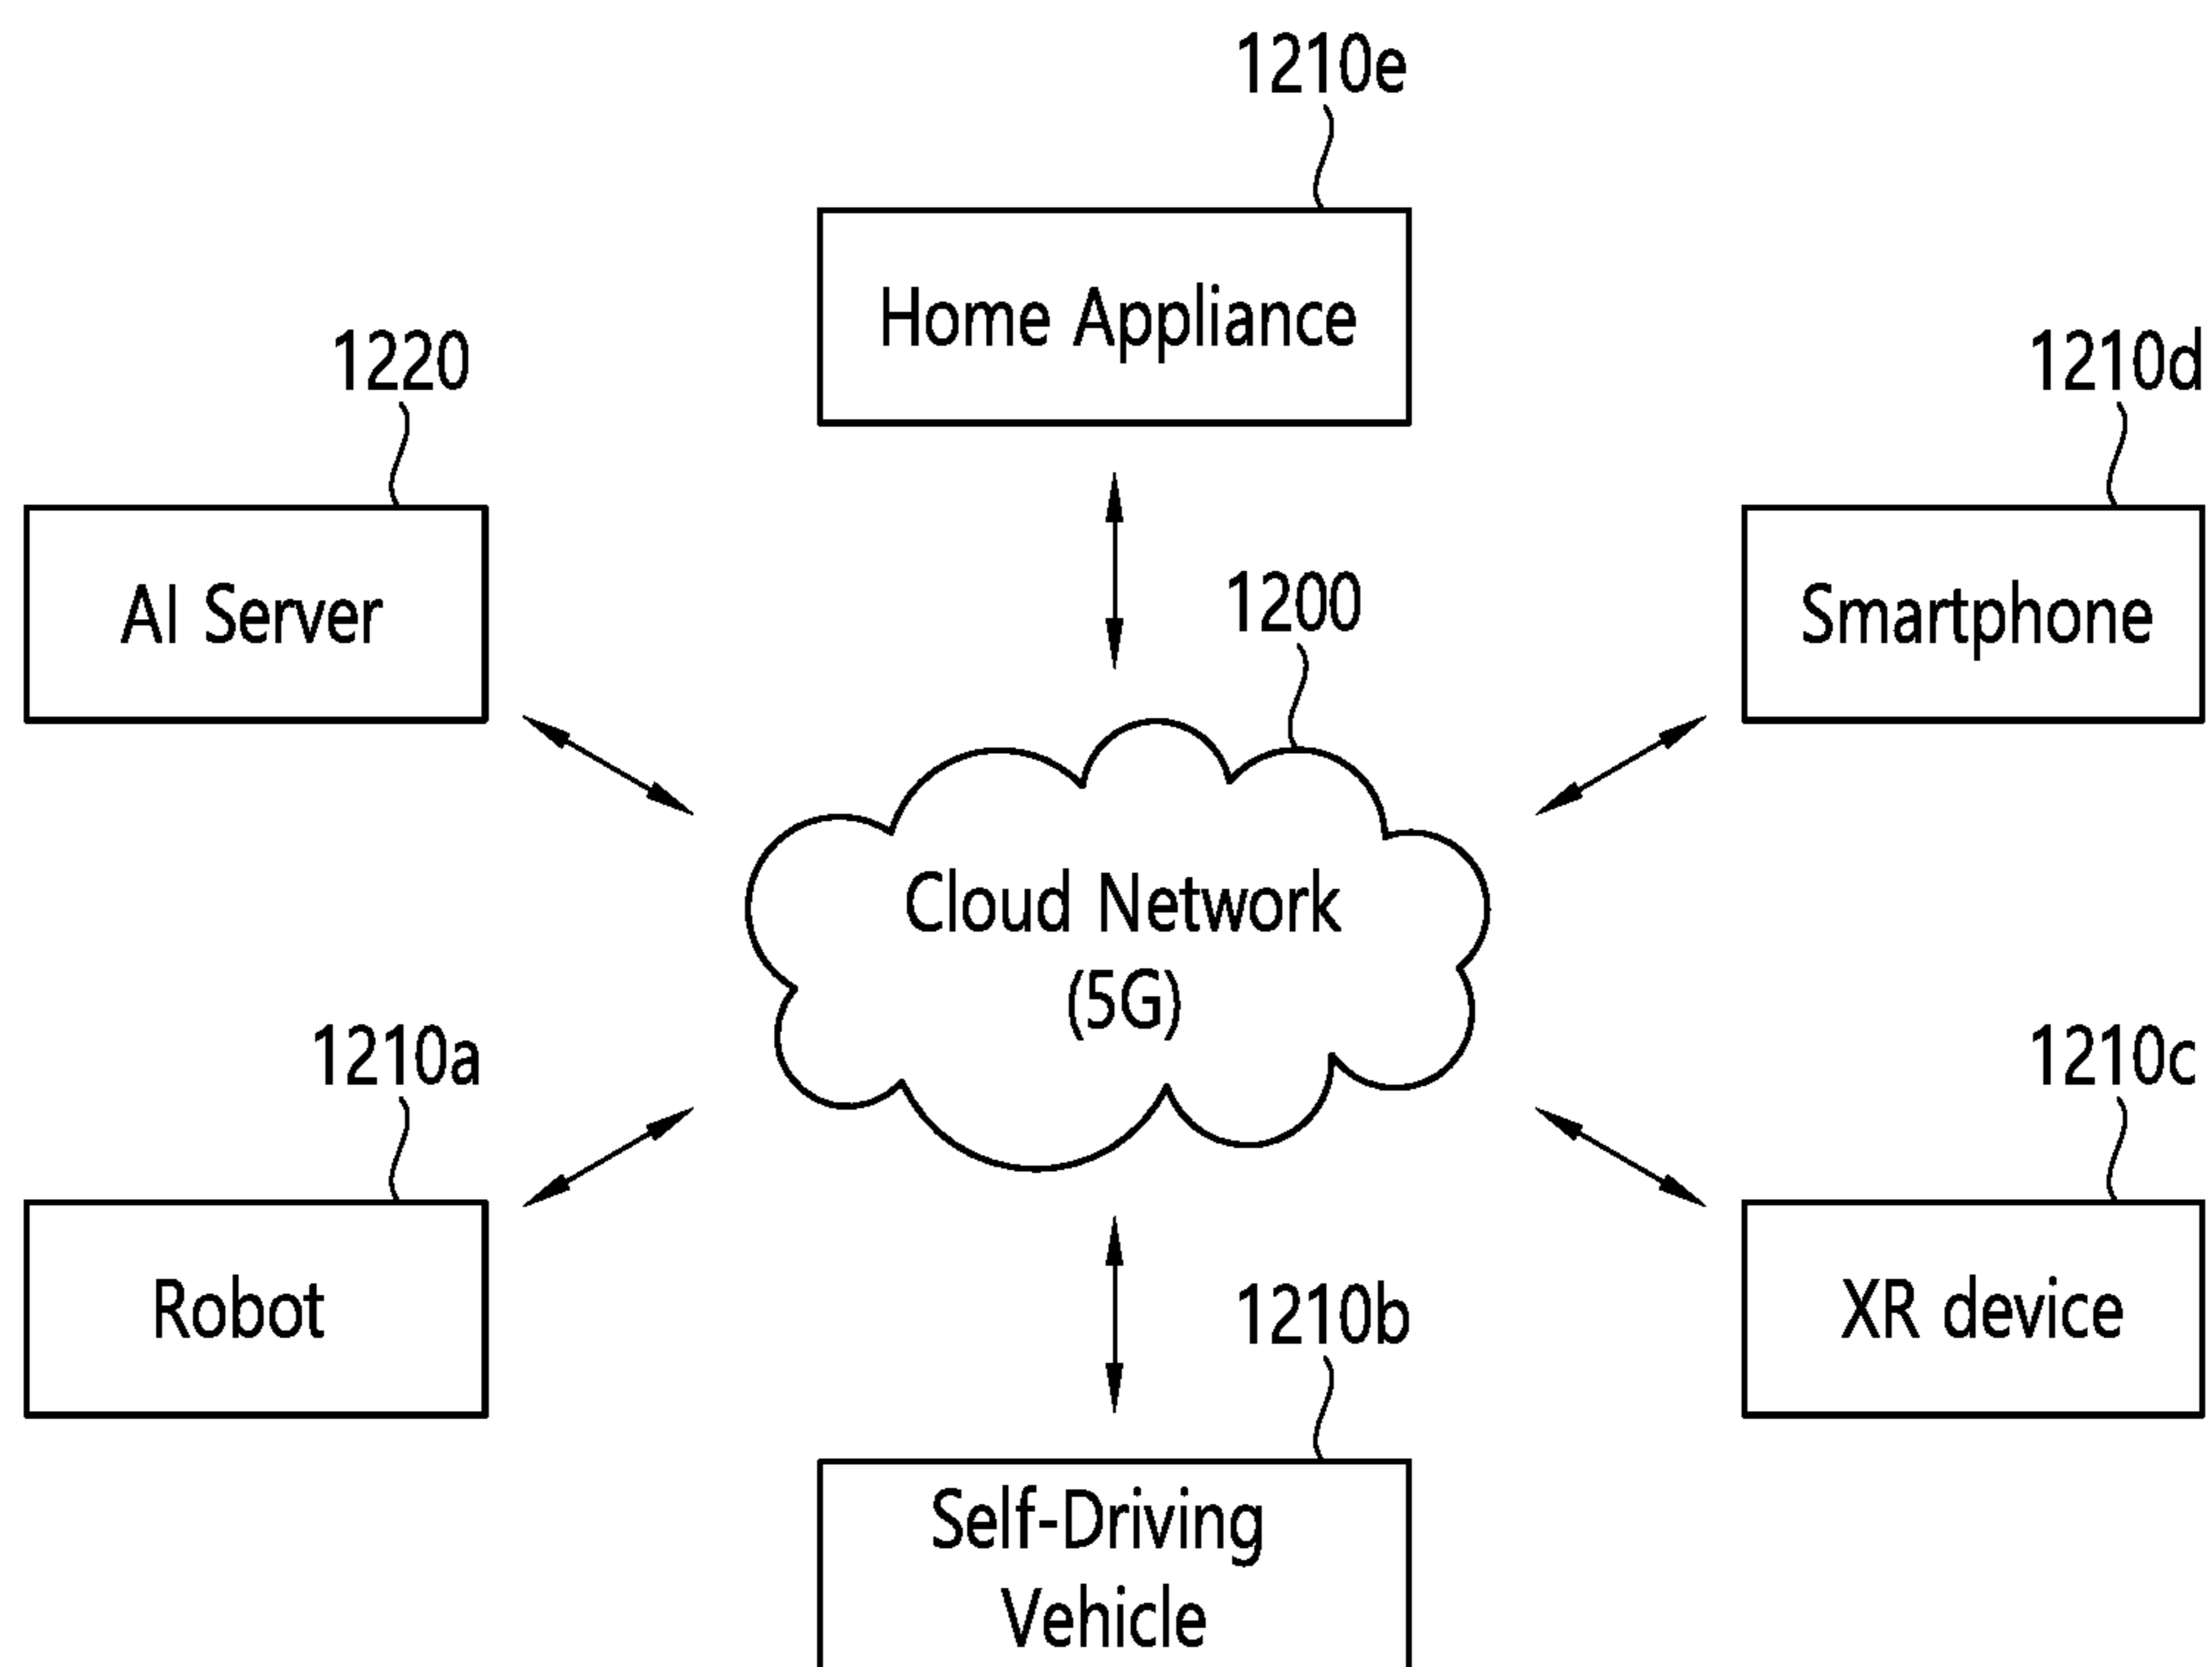 1210e
Home Appliance
1220
AI Server
1210d
Smartphone
1200
Cloud Network
(5G)
1210a
Robot
1210c
XR device
1210b
Self-Driving
Vehicle